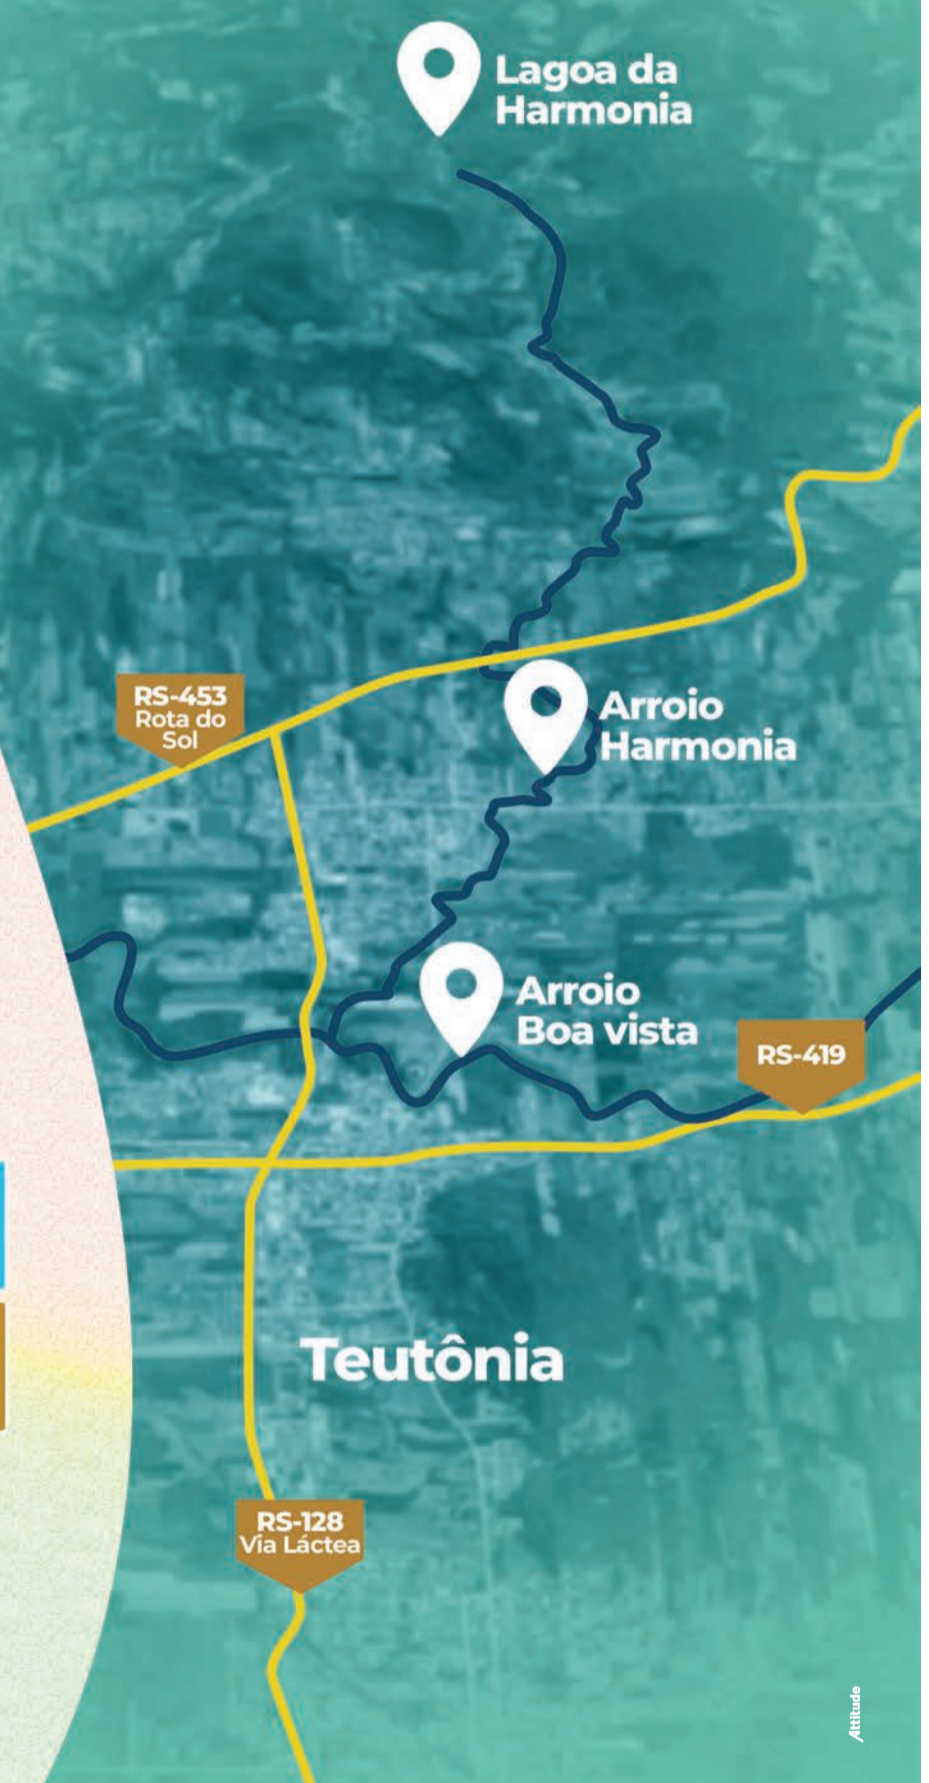 Lagoa da
Harmonia
RS-453
Rota do
Sol
Arroio
Harmonia
Arroio
Boa vista
RS-419
Teutônia
RS-128
Via Láctea
Attitude